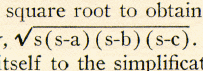 square root to obtain
, √s(s-a)(s-b)(s-c).
itself to the simplificat